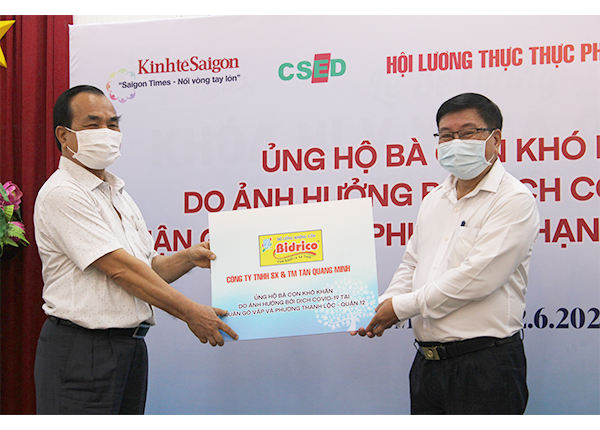 KinhteSaigon
"Saigon Times - Nối vòng tay lớn"
CSED
HỘI LƯƠNG THỰC THỰC PH
ỦNG HỘ BÀ CON KHÓ
DO ẢNH HƯỞNG DỊCH CO
ẬN G PHƯ HẠN
2.6.202
Bidrico
CÔNG TY TNHH SX & TM TÂN QUANG MINH
ỦNG HỘ BÀ CON KHÓ KHĂN
DO ẢNH HƯỞNG BỞI DỊCH COVID-19 TẠI
QUẬN GÒ VẤP VÀ PHƯỜNG THẠNH LỘC - QUẬN 12